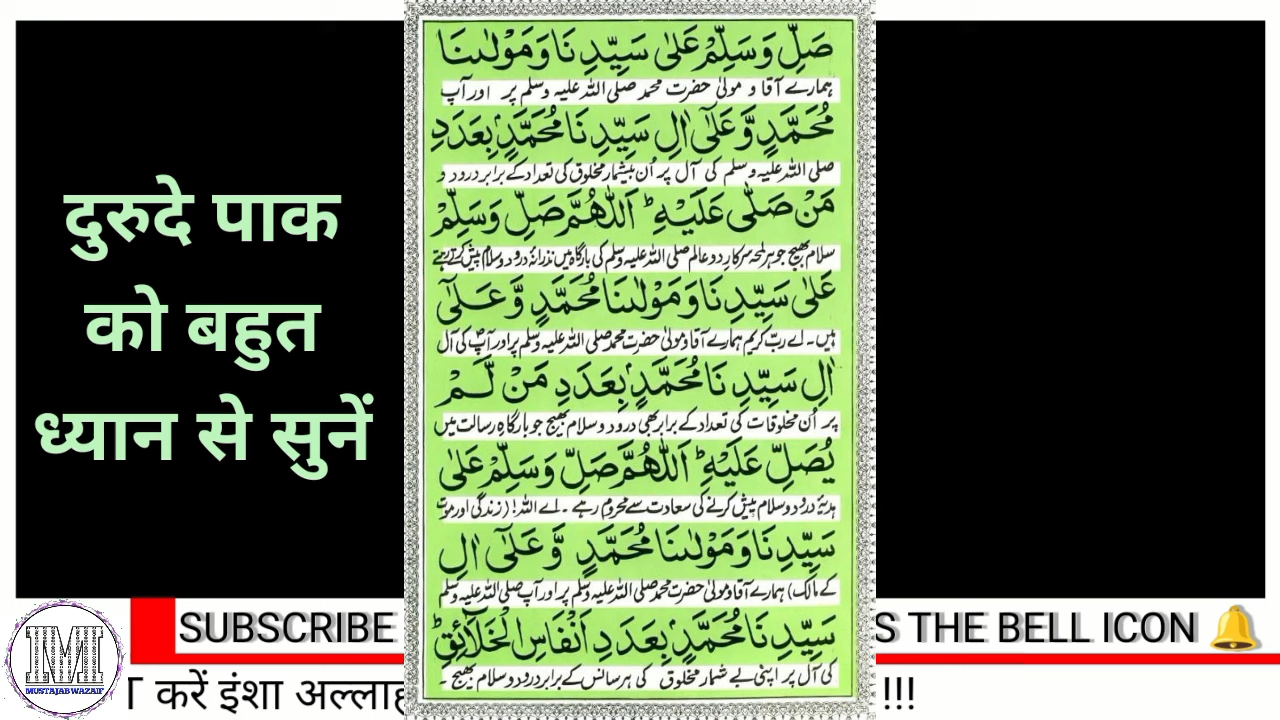 दुरुदे पाक
को बहुत
ध्यान से सुनें
صَلِّ وَسَلِّمْ عَلٰی سَيِّدِنَا وَمَوْلٰىنَا
ہمارے آقا و مولیٰ حضرت محمد صلی اللہ علیہ وسلم پر اور آپ
مُحَمَّدٍ وَّعَلٰٓی اٰلِ سَيِّدِنَا مُحَمَّدٍ ۢبِعَدَدِ
صلی اللہ علیہ وسلم کی آل پر اُن بیشمار مخلوق کی تعداد کے برابر درود و
مَنْ صَلّٰی عَلَيْهِ ؕ اَللّٰهُمَّ صَلِّ وَسَلِّمْ
سلام بھیج جو ہر لمحہ سرکارِ دو عالم صلی اللہ علیہ وسلم کی بارگاہ میں نذرانۂ درود و سلام پیش کرتے رہتے
عَلٰی سَيِّدِنَا وَمَوْلٰىنَا مُحَمَّدٍ وَّعَلٰٓی
ہیں۔ اے ربّ کریم ہمارے آقا و مولیٰ حضرت محمد صلی اللہ علیہ وسلم پر اور آپؐ کی آل
اٰلِ سَيِّدِنَا مُحَمَّدٍ ۢبِعَدَدِ مَنْ لَّمْ
پر اُن مخلوقات کی تعداد کے برابر بھی درود و سلام بھیج جو بارگاہِ رسالت میں
يُصَلِّ عَلَيْهِ ؕ اَللّٰهُمَّ صَلِّ وَسَلِّمْ عَلٰی
ہدیۂ درود و سلام پیش کرنے کی سعادت سے محروم رہے ۔ اے اللہ! (زندگی اور موت
سَيِّدِنَا وَمَوْلٰىنَا مُحَمَّدٍ وَّعَلٰٓی اٰلِ
کے مالک) ہمارے آقا و مولیٰ حضرت محمد صلی اللہ علیہ وسلم پر اور آپ صلی اللہ علیہ وسلم
سَيِّدِنَا مُحَمَّدٍ ۢبِعَدَدِ اَنْفَاسِ الْخَلَآئِقِ ؕ
کی آل پر اپنی بے شمار مخلوق کی ہر سانس کے برابر درود و سلام بھیج ۔
SUBSCRIBE S THE BELL ICON 🔔
MUSTAJAB WAZAIF
T करें इंशा अल्लाह !!!